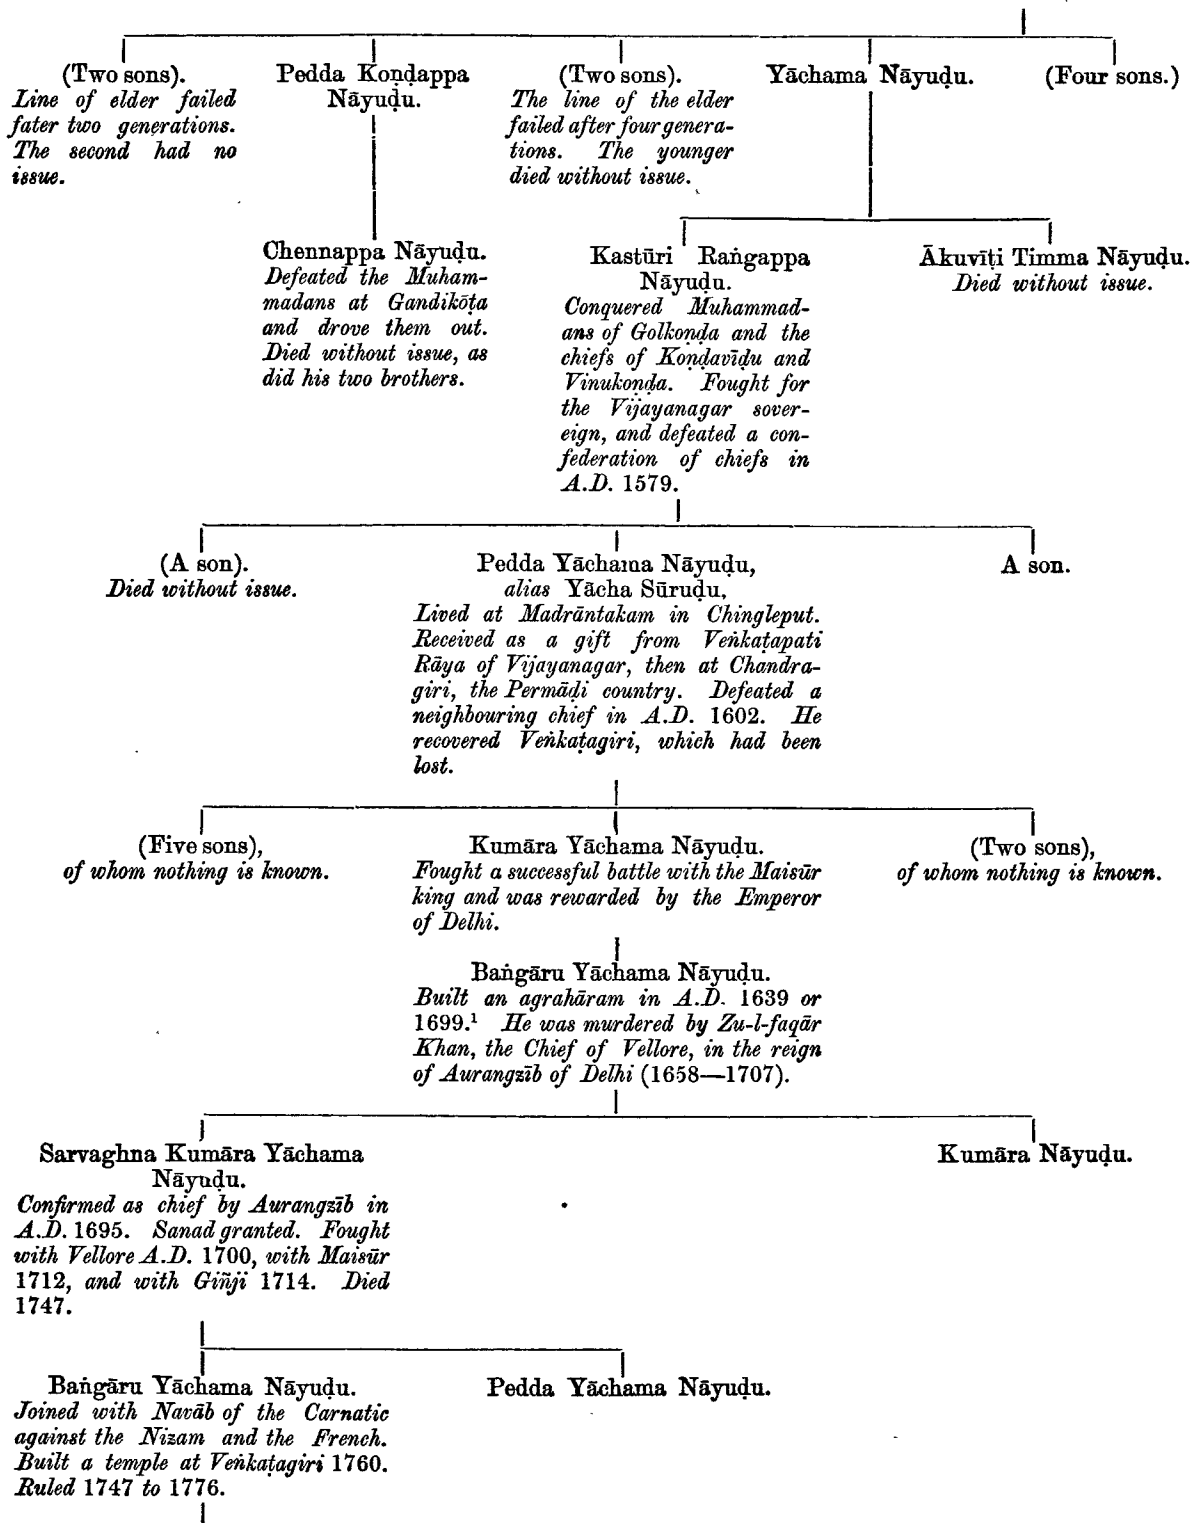 (Two sons).
Line of elder failed
fater two generations.
The second had no
issue.
Pedda Koṇḍappa
Nāyuḍu.
(Two sons).
The line of the elder
failed after four genera-
tions. The younger
died without issue.
Yāchama Nāyuḍu.
(Four sons.)
Chennappa Nāyuḍu.
Defeated the Muham-
madans at Gandikōṭa
and drove them out.
Died without issue, as
did his two brothers.
Kastūri Raṅgappa
Nāyuḍu.
Conquered Muhammad-
ans of Golkoṇḍa and the
chiefs of Koṇḍavīḍu and
Vinukoṇḍa. Fought for
the Vijayanagar sover-
eign, and defeated a con-
federation of chiefs in
A.D. 1579.
Ākuvīṭi Timma Nāyuḍu.
Died without issue.
(A son).
Died without issue.
Pedda Yāchama Nāyuḍu,
alias Yācha Sūruḍu,
Lived at Madrāntakam in Chingleput.
Received as a gift from Veṅkaṭapati
Rāya of Vijayanagar, then at Chandra-
giri, the Permāḍi country. Defeated a
neighbouring chief in A.D. 1602. He
recovered Veṅkaṭagiri, which had been
lost.
A son.
(Five sons),
of whom nothing is known.
Kumāra Yāchama Nāyuḍu.
Fought a successful battle with the Maisūr
king and was rewarded by the Emperor
of Delhi.
(Two sons),
of whom nothing is known.
Baṅgāru Yāchama Nāyuḍu.
Built an agrahāram in A.D. 1639 or
1699.¹ He was murdered by Zu-l-faqār
Khan, the Chief of Vellore, in the reign
of Aurangzīb of Delhi (1658—1707).
Sarvaghna Kumāra Yāchama
Nāyuḍu.
Confirmed as chief by Aurangzīb in
A.D. 1695. Sanad granted. Fought
with Vellore A.D. 1700, with Maisūr
1712, and with Giñji 1714. Died
1747.
Kumāra Nāyuḍu.
Baṅgāru Yāchama Nāyuḍu.
Joined with Navāb of the Carnatic
against the Nizam and the French.
Built a temple at Veṅkaṭagiri 1760.
Ruled 1747 to 1776.
Pedda Yāchama Nāyuḍu.